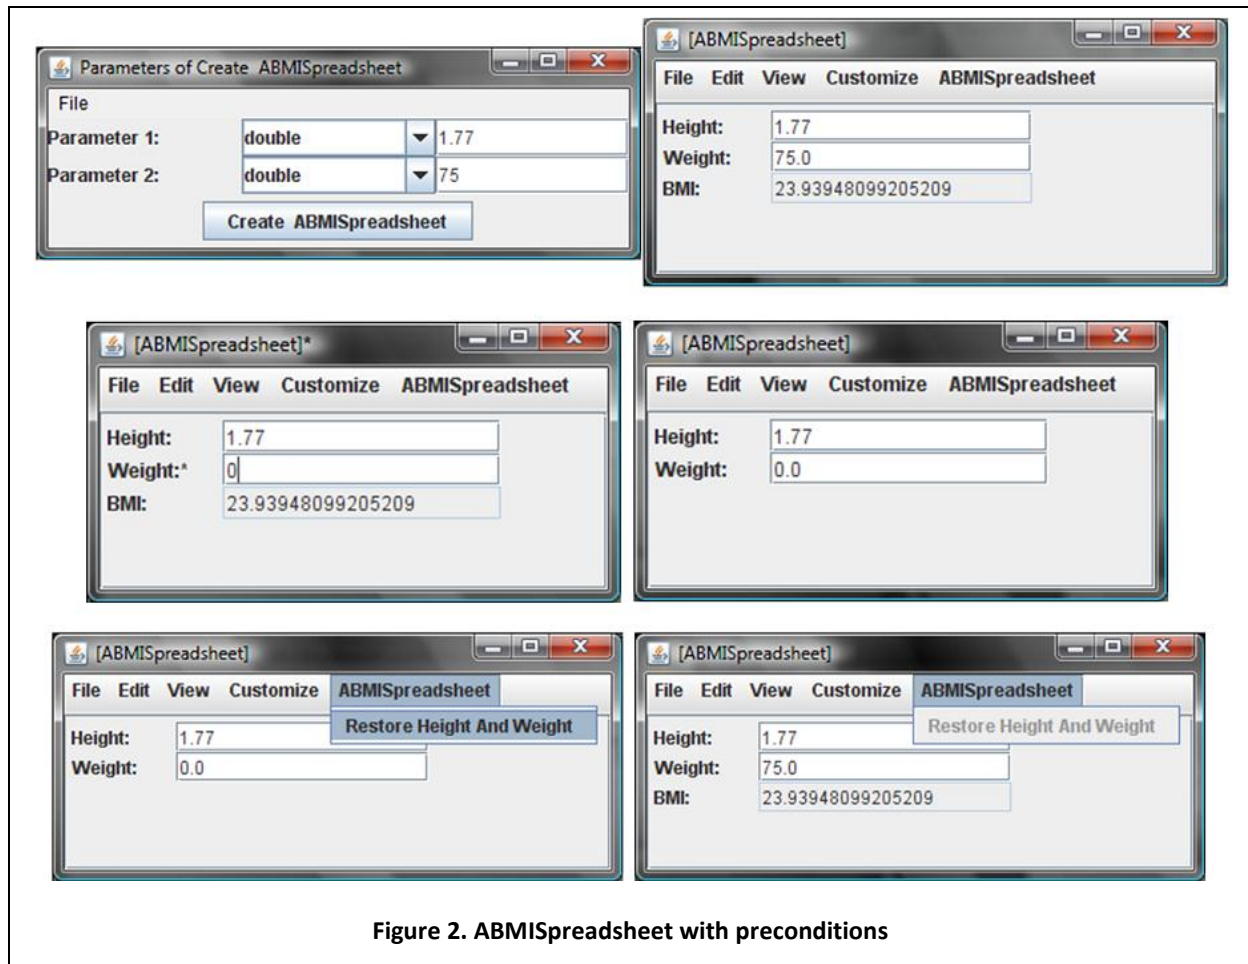 Parameters of Create ABMISpreadsheet
File
Parameter 1: double 1.77
Parameter 2: double 75
Create ABMISpreadsheet
[ABMISpreadsheet]
File Edit View Customize ABMISpreadsheet
Height: 1.77
Weight: 75.0
BMI: 23.93948099205209
[ABMISpreadsheet]*
File Edit View Customize ABMISpreadsheet
Height: 1.77
Weight:* 0
BMI: 23.93948099205209
[ABMISpreadsheet]
File Edit View Customize ABMISpreadsheet
Height: 1.77
Weight: 0.0
[ABMISpreadsheet]
File Edit View Customize ABMISpreadsheet
Restore Height And Weight
Height: 1.77
Weight: 0.0
[ABMISpreadsheet]
File Edit View Customize ABMISpreadsheet
Restore Height And Weight
Height: 1.77
Weight: 75.0
BMI: 23.93948099205209
Figure 2. ABMISpreadsheet with preconditions